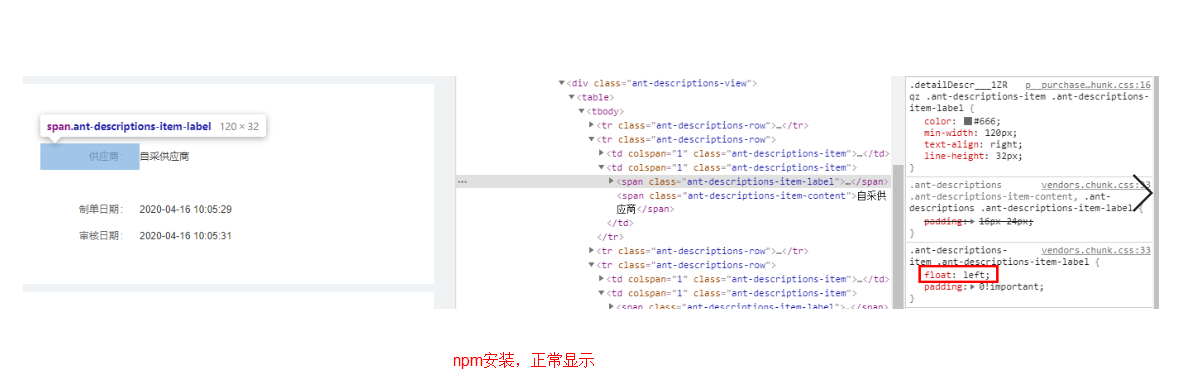 span.ant-descriptions-item-label 120 × 32
供应商： 自采供应商
制单日期： 2020-04-16 10:05:29
审核日期： 2020-04-16 10:05:31
▼<div class="ant-descriptions-view">
▼<table>
▼<tbody>
▶<tr class="ant-descriptions-row">…</tr>
▼<tr class="ant-descriptions-row">
▶<td colspan="1" class="ant-descriptions-item">…</td>
▼<td colspan="1" class="ant-descriptions-item">
▶<span class="ant-descriptions-item-label">…</span>
<span class="ant-descriptions-item-content">自采供
应商</span>
</td>
</tr>
▶<tr class="ant-descriptions-row">…</tr>
▼<tr class="ant-descriptions-row">
▶<td colspan="1" class="ant-descriptions-item">…</td>
▼<td colspan="1" class="ant-descriptions-item">
▶<span class="ant-descriptions-item-label">…</span>
.detailDescr___1ZR p__purchase…hunk.css:16
qz .ant-descriptions-item .ant-descriptions-
item-label {
color: #666;
min-width: 120px;
text-align: right;
line-height: 32px;
}
.ant-descriptions vendors.chunk.css:33
.ant-descriptions-item-content, .ant-
descriptions .ant-descriptions-item-label {
padding:▶ 16px 24px;
}
.ant-descriptions- vendors.chunk.css:33
item .ant-descriptions-item-label {
float: left;
padding:▶ 0!important;
}
npm安装，正常显示